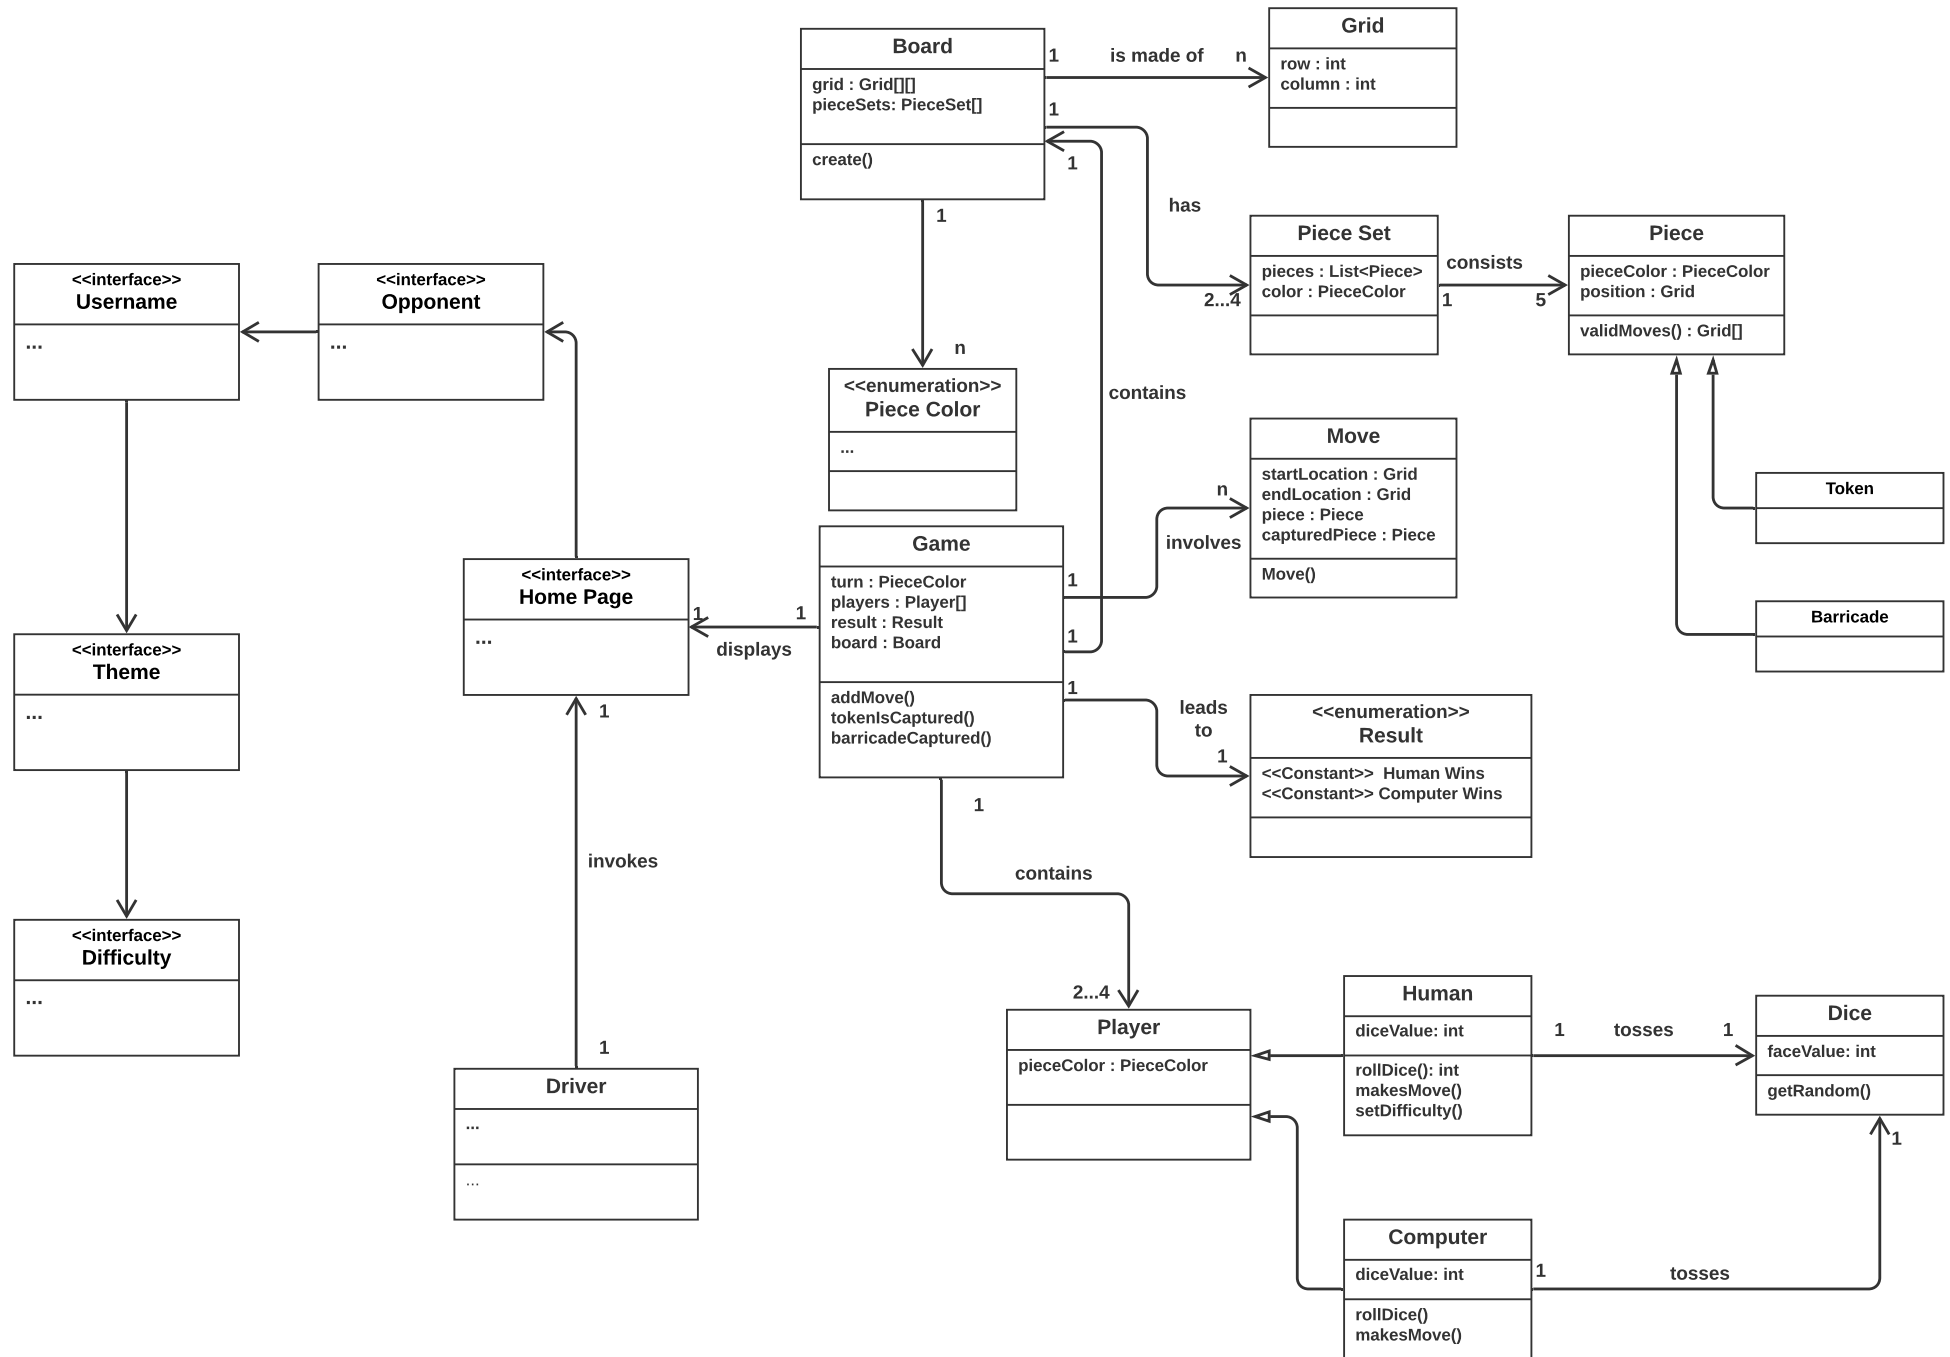 Board
grid : Grid[][]
pieceSets: PieceSet[]
create()
1
is made of
n
Grid
row : int
column : int
1
1
has
2...4
Piece Set
pieces : List<Piece>
color : PieceColor
consists
1
5
Piece
pieceColor : PieceColor
position : Grid
validMoves() : Grid[]
1
n
<<enumeration>>
Piece Color
...
contains
<<interface>>
Username
...
<<interface>>
Opponent
...
Move
startLocation : Grid
endLocation : Grid
piece : Piece
capturedPiece : Piece
Move()
n
involves
1
Token
Barricade
Game
turn : PieceColor
players : Player[]
result : Result
board : Board
addMove()
tokenIsCaptured()
barricadeCaptured()
<<interface>>
Home Page
...
1
1
displays
1
1
leads
to
1
<<enumeration>>
Result
<<Constant>>  Human Wins
<<Constant>> Computer Wins
<<interface>>
Theme
...
1
invokes
1
1
contains
2...4
<<interface>>
Difficulty
...
Driver
...
...
Player
pieceColor : PieceColor
Human
diceValue: int
rollDice(): int
makesMove()
setDifficulty()
1
tosses
1
Dice
faceValue: int
getRandom()
1
Computer
diceValue: int
rollDice()
makesMove()
1
tosses